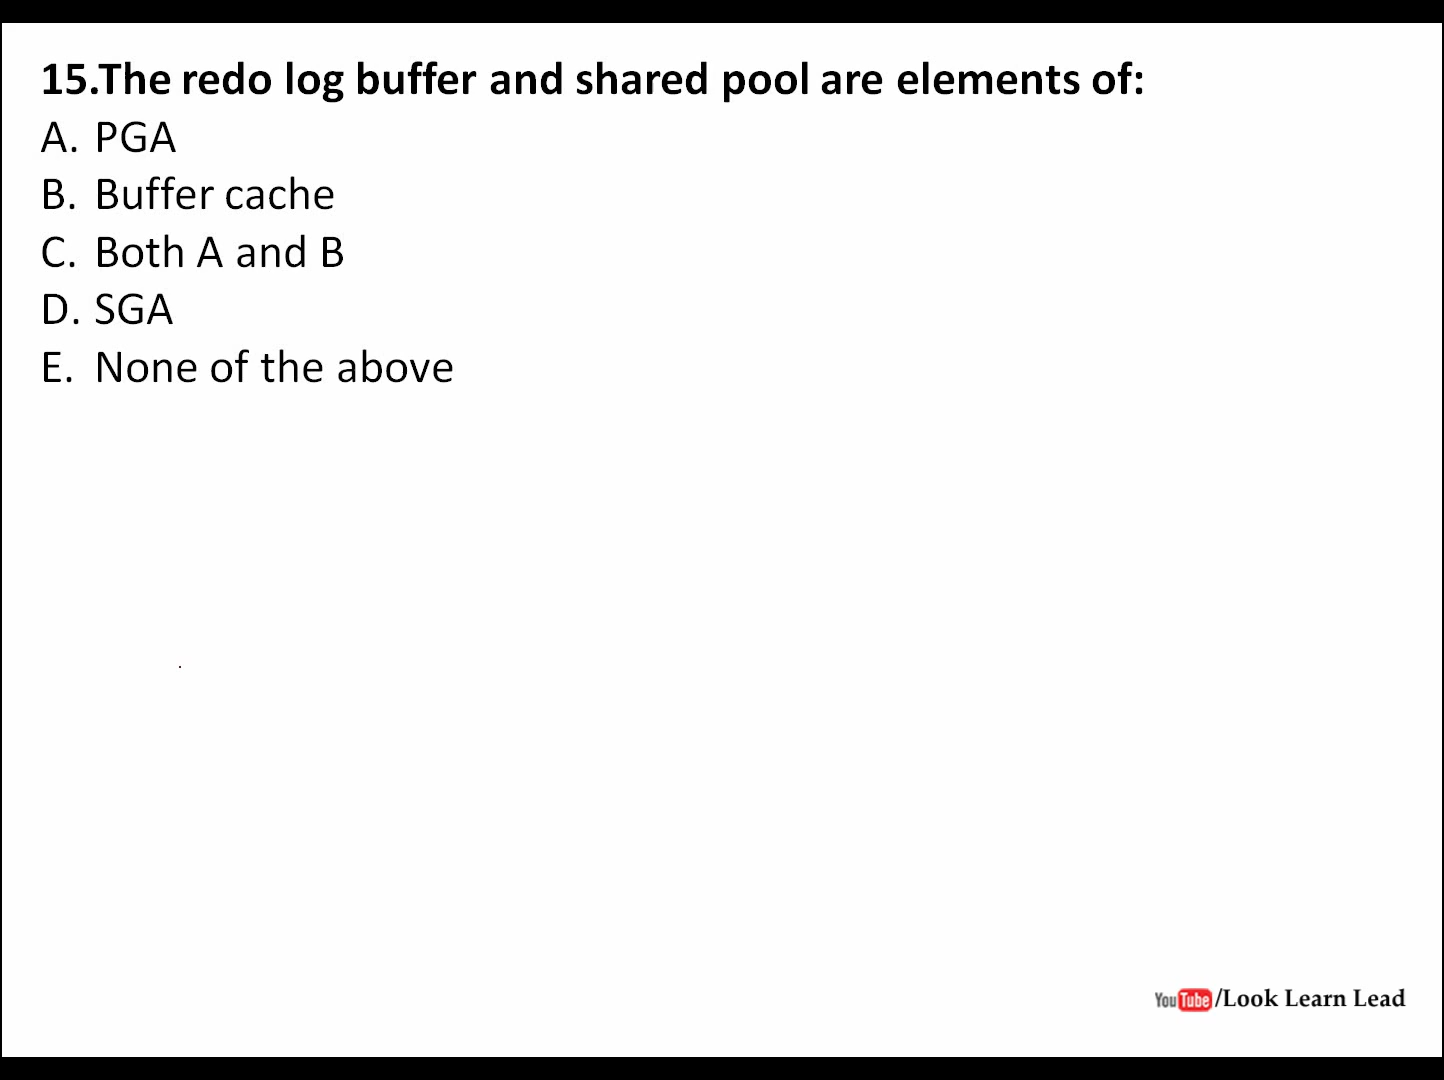 15.The redo log buffer and shared pool are elements of:
A. PGA
B. Buffer cache
C. Both A and B
D. SGA
E. None of the above
YouTube/Look Learn Lead